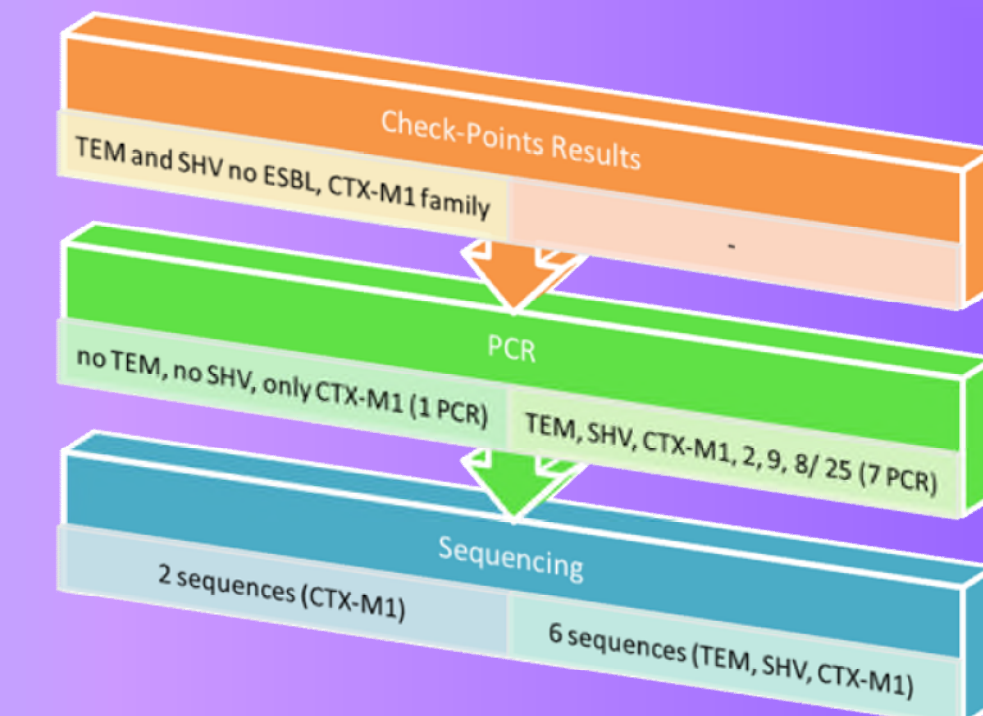 Check-Points Results
TEM and SHV no ESBL, CTX-M1 family
-
PCR
no TEM, no SHV, only CTX-M1 (1 PCR)
TEM, SHV, CTX-M1, 2, 9, 8/ 25 (7 PCR)
Sequencing
2 sequences (CTX-M1)
6 sequences (TEM, SHV, CTX-M1)